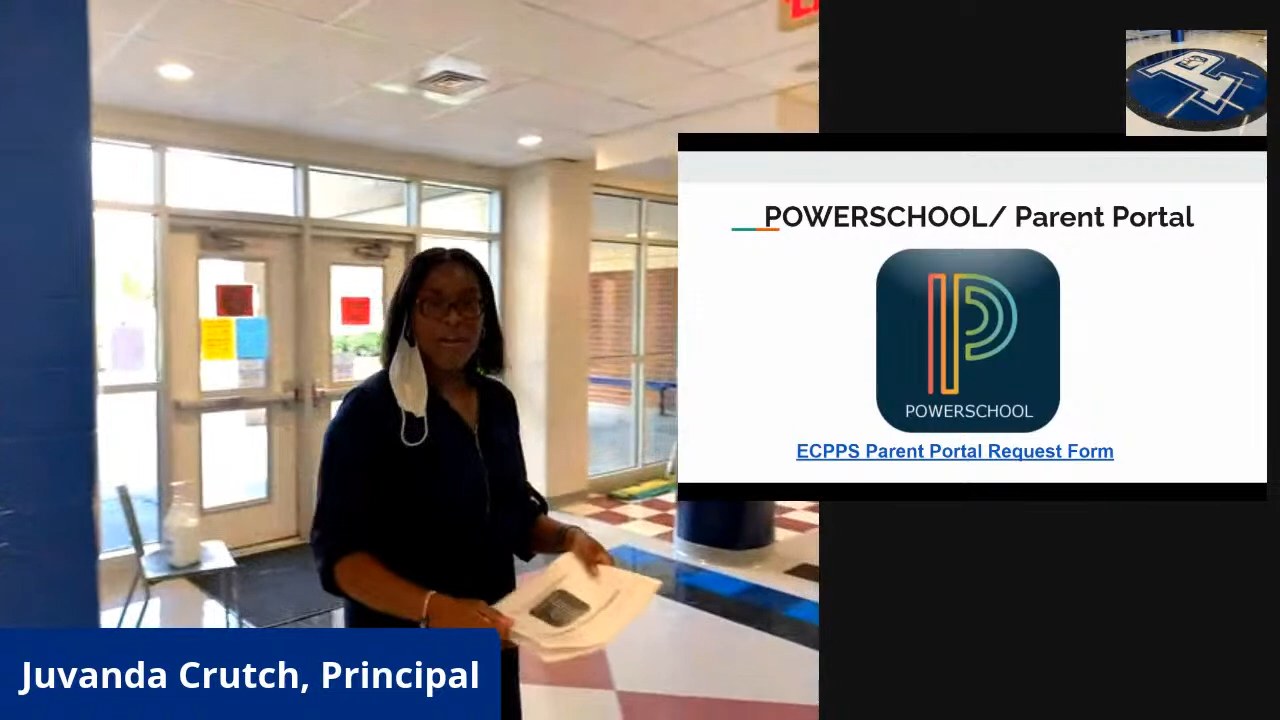 POWERSCHOOL/ Parent Portal
POWERSCHOOL
ECPPS Parent Portal Request Form
Juvanda Crutch, Principal